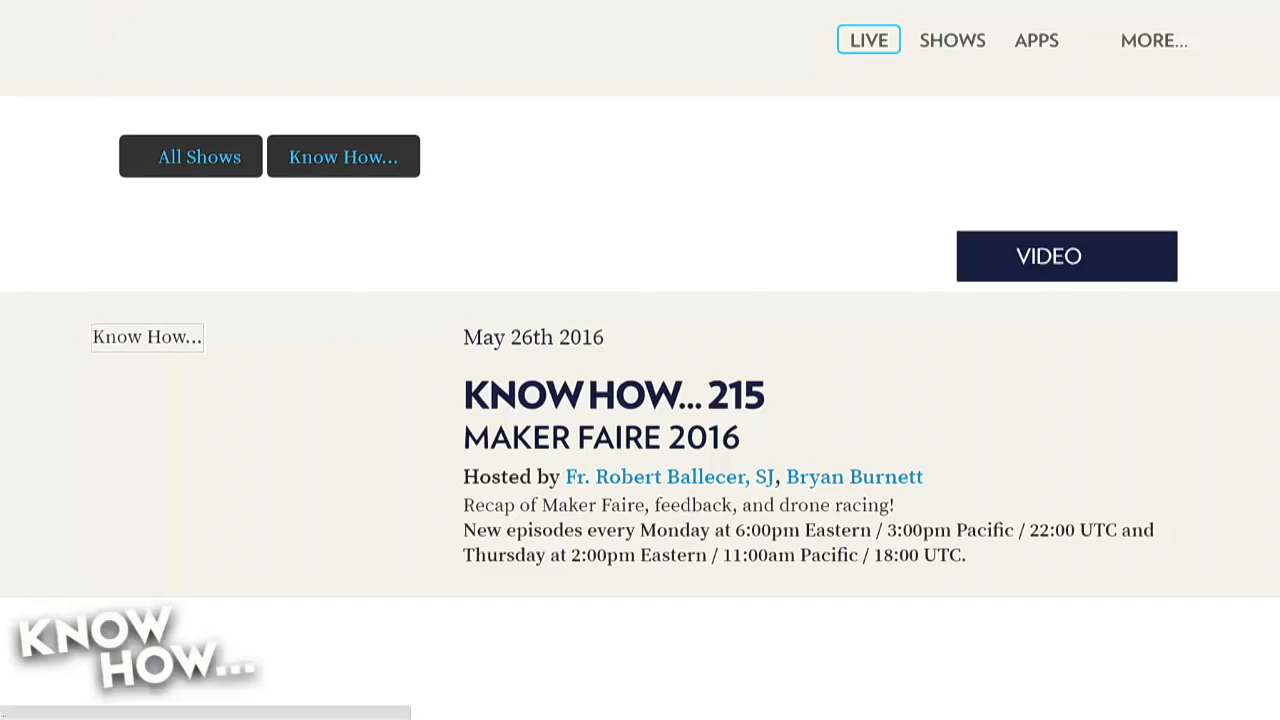 LIVE SHOWS APPS MORE...
All Shows Know How...
VIDEO
Know How...
May 26th 2016
KNOW HOW... 215
MAKER FAIRE 2016
Hosted by Fr. Robert Ballecer, SJ, Bryan Burnett
Recap of Maker Faire, feedback, and drone racing!
New episodes every Monday at 6:00pm Eastern / 3:00pm Pacific / 22:00 UTC and
Thursday at 2:00pm Eastern / 11:00am Pacific / 18:00 UTC.
KNOW
HOW...